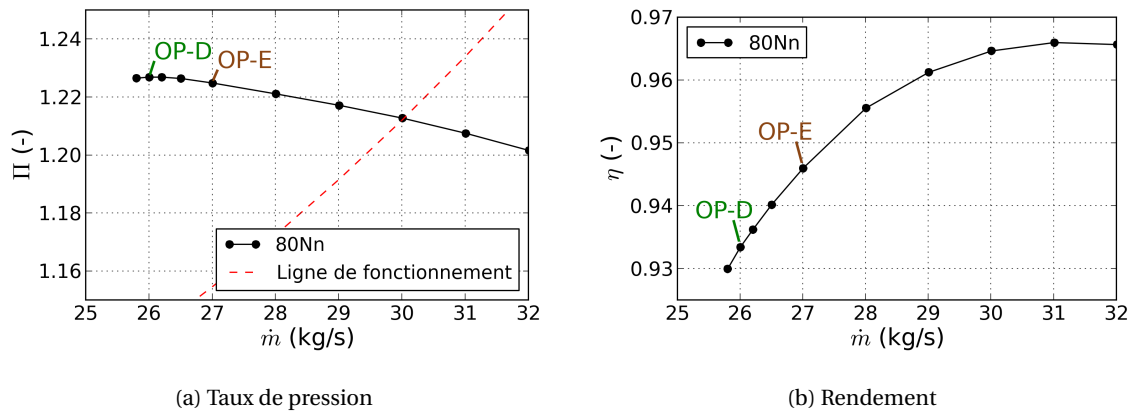 1.24
1.22
1.20
1.18
1.16
Π (-)
OP-D
OP-E
80Nn
Ligne de fonctionnement
25 26 27 28 29 30 31 32
ṁ (kg/s)
(a) Taux de pression
0.97
0.96
0.95
0.94
0.93
η (-)
80Nn
OP-E
OP-D
25 26 27 28 29 30 31 32
ṁ (kg/s)
(b) Rendement